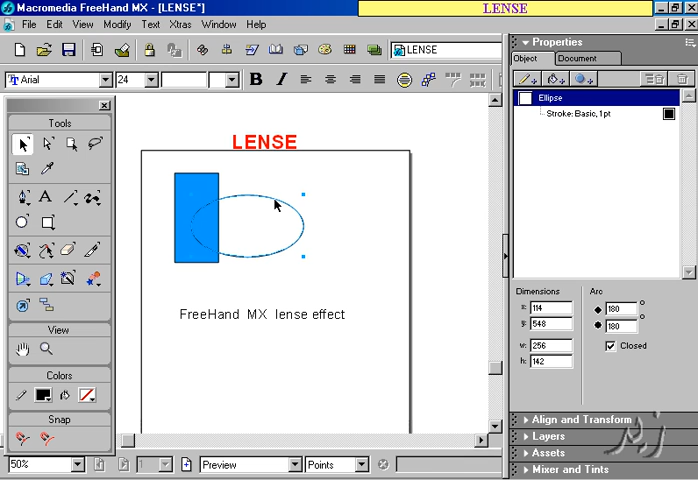 Macromedia FreeHand MX - [LENSE*]
LENSE
File Edit View Modify Text Xtras Window Help
LENSE
Arial
24
B I
Properties
Object Document
Ellipse
Stroke: Basic, 1pt
Tools
View
Colors
Snap
LENSE
FreeHand MX lense effect
Dimensions Arc
x: 114 180 °
y: 548 180 °
w: 256 Closed
h: 142
Align and Transform
Layers
Assets
Mixer and Tints
50% 1 Preview Points